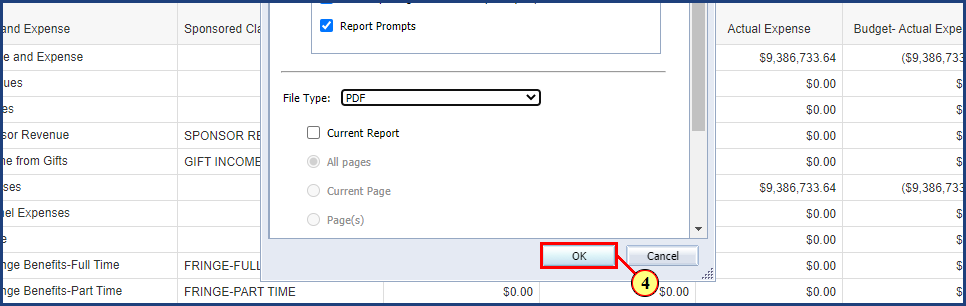 and Expense Sponsored Cla Actual Expense Budget- Actual Expe
Report Prompts
e and Expense $9,386,733.64 ($9,386,733
ues $0.00 $
es $0.00 $
File Type: PDF
sor Revenue SPONSOR RE $0.00 $
Current Report
ne from Gifts GIFT INCOME $0.00 $
All pages
ses $9,386,733.64 ($9,386,733
Current Page
nel Expenses $0.00 $
Page(s)
e $0.00 $
OK Cancel
nge Benefits-Full Time FRINGE-FULL $0.00 $
4
nge Benefits-Part Time FRINGE-PART TIME $0.00 $0.00 $0.00 $